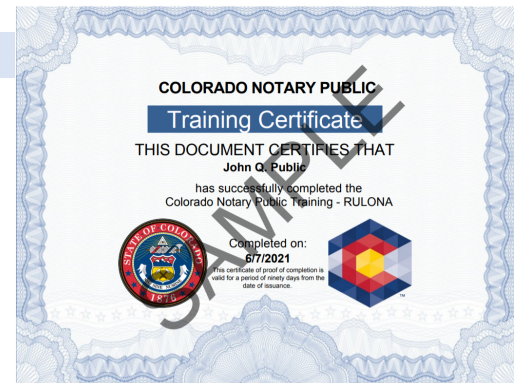 COLORADO NOTARY PUBLIC
Training Certificate
THIS DOCUMENT CERTIFIES THAT
John Q. Public
has successfully completed the
Colorado Notary Public Training - RULONA
Completed on:
6/7/2021
This certificate of proof of completion is
valid for a period of ninety days from the
date of issuance.
STATE OF COLORADO
1876
SAMPLE
TM